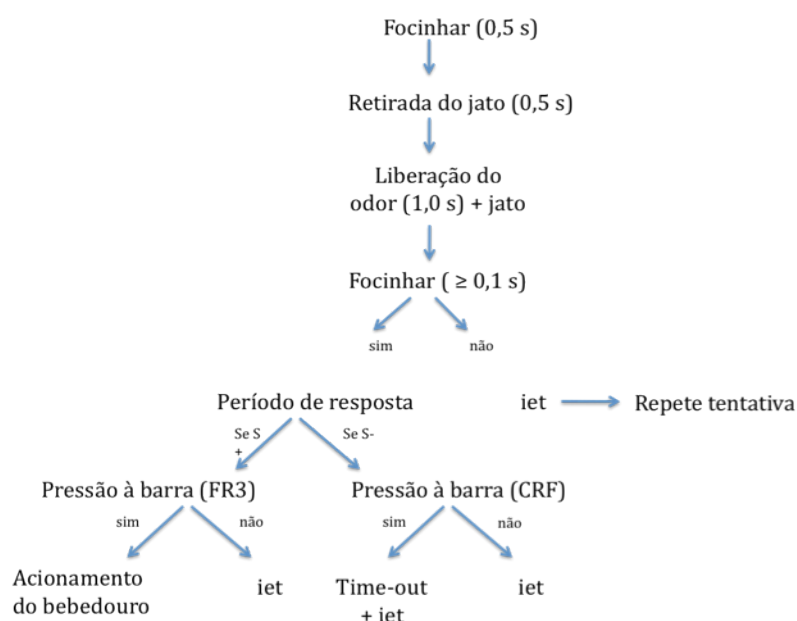 Focinhar (0,5 s)
Retirada do jato (0,5 s)
Liberação do
odor (1,0 s) + jato
Focinhar ( ≥ 0,1 s)
sim
não
Período de resposta
iet
Repete tentativa
Se S
+
Se S-
Pressão à barra (FR3)
Pressão à barra (CRF)
sim
não
sim
não
Acionamento
do bebedouro
iet
Time-out
+ iet
iet